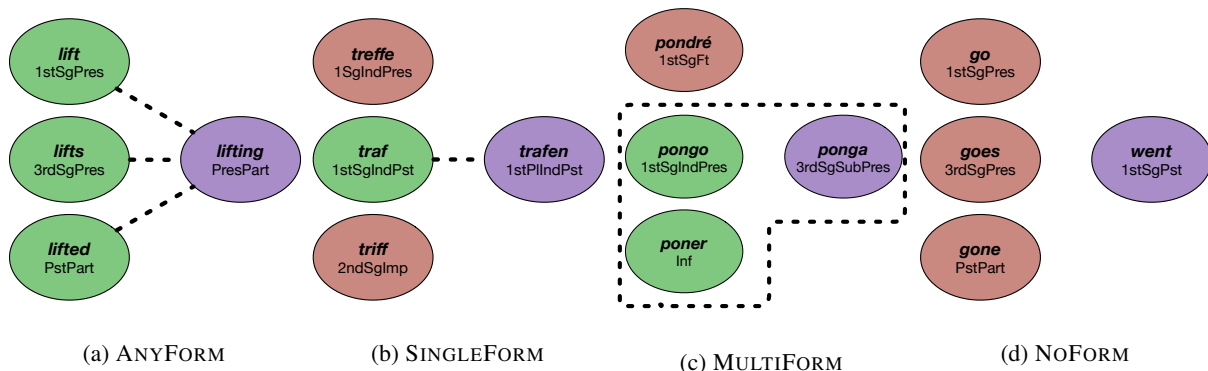 lift
1stSgPres
lifts
3rdSgPres
lifted
PstPart
lifting
PresPart
(a) ANYFORM
treffe
1SgIndPres
traf
1stSgIndPst
triff
2ndSgImp
trafen
1stPlIndPst
(b) SINGLEFORM
pondré
1stSgFt
pongo
1stSgIndPres
poner
Inf
ponga
3rdSgSubPres
(c) MULTIFORM
go
1stSgPres
goes
3rdSgPres
gone
PstPart
went
1stSgPst
(d) NOFORM